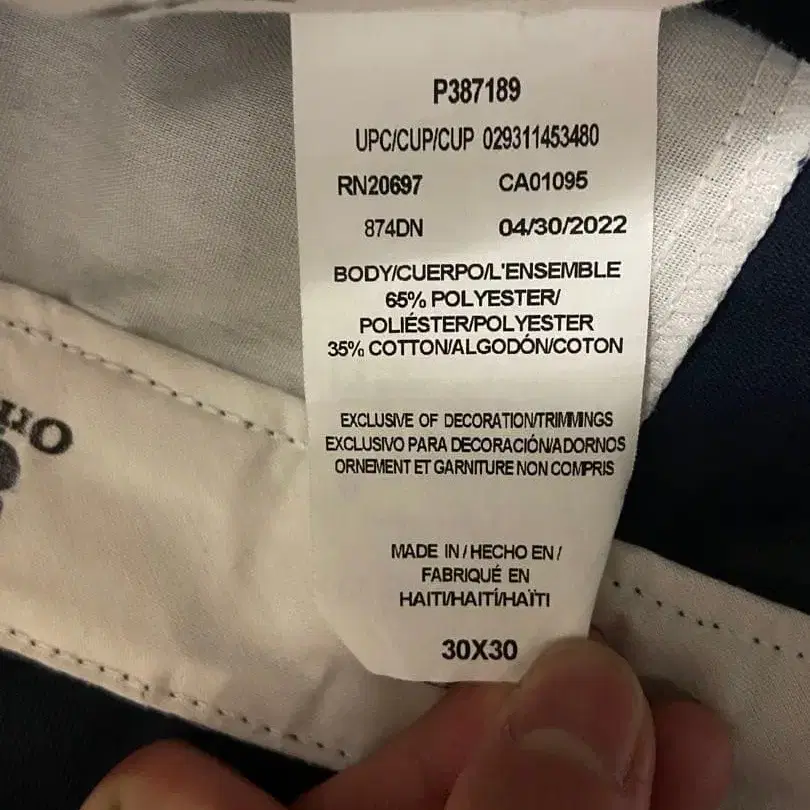 P387189
UPC/CUP/CUP 029311453480
RN20697 CA01095
874DN 04/30/2022
BODY/CUERPO/L'ENSEMBLE
65% POLYESTER/
POLIÉSTER/POLYESTER
35% COTTON/ALGODÓN/COTON
EXCLUSIVE OF DECORATION/TRIMMINGS
EXCLUSIVO PARA DECORACIÓN/ADORNOS
ORNEMENT ET GARNITURE NON COMPRIS
MADE IN / HECHO EN /
FABRIQUÉ EN
HAITI/HAITÍ/HAÏTI
30X30